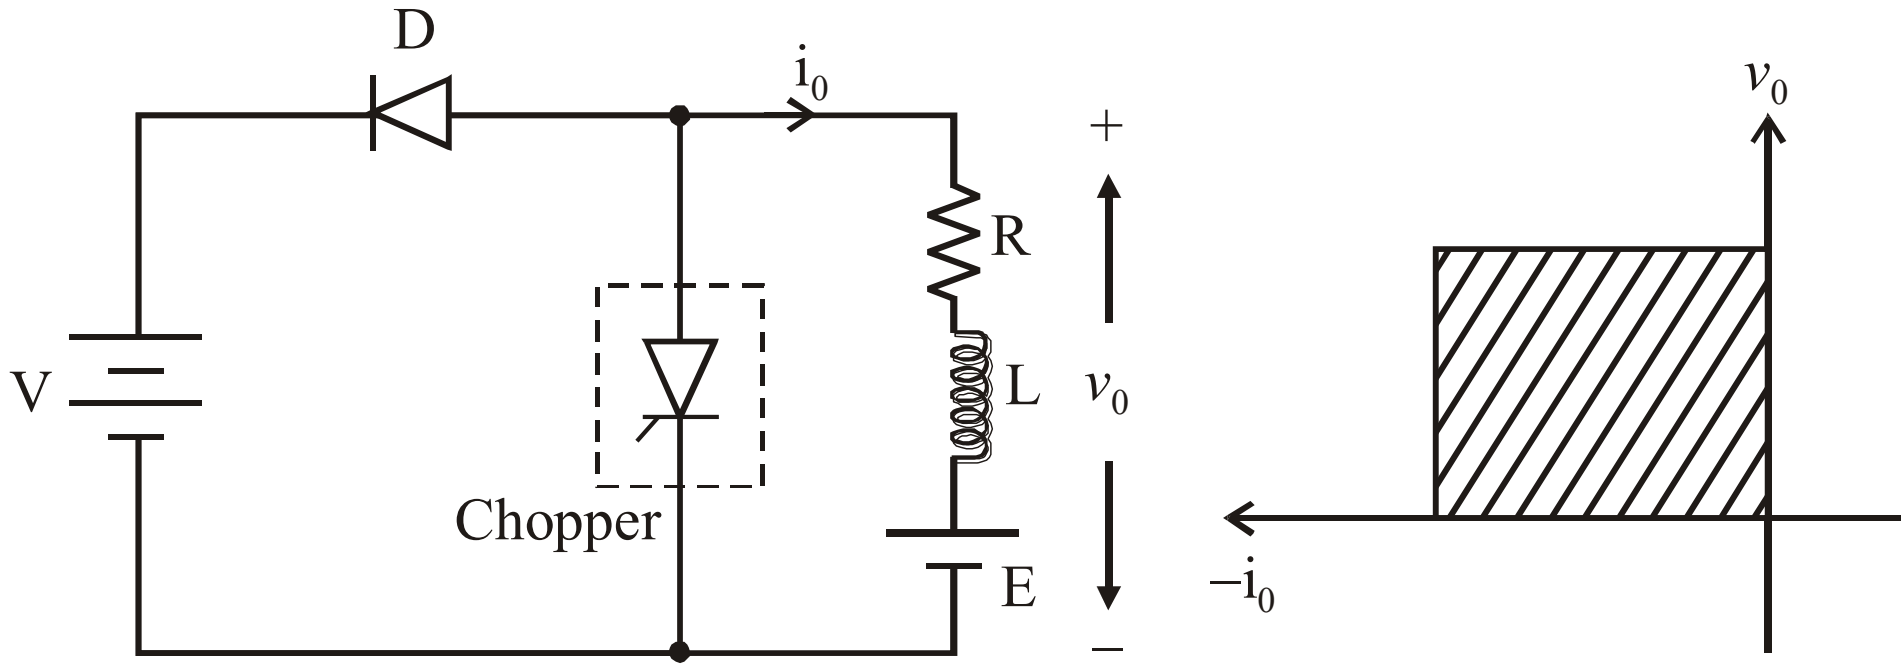 D
i₀
+
v₀
R
V
L
v₀
Chopper
E
−i₀
−